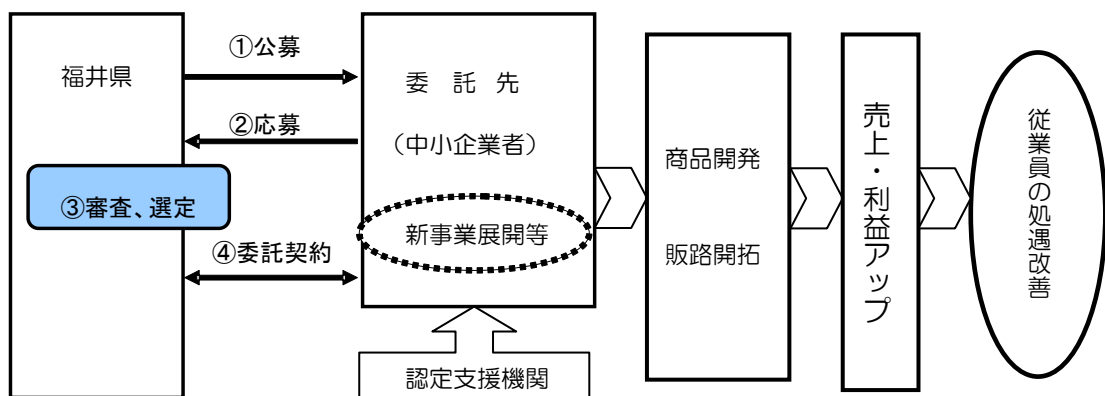 福井県
①公募
②応募
③審査、選定
④委託契約
委　託　先
（中小企業者）
新事業展開等
認定支援機関
商品開発
販路開拓
売上・利益アップ
従業員の処遇改善